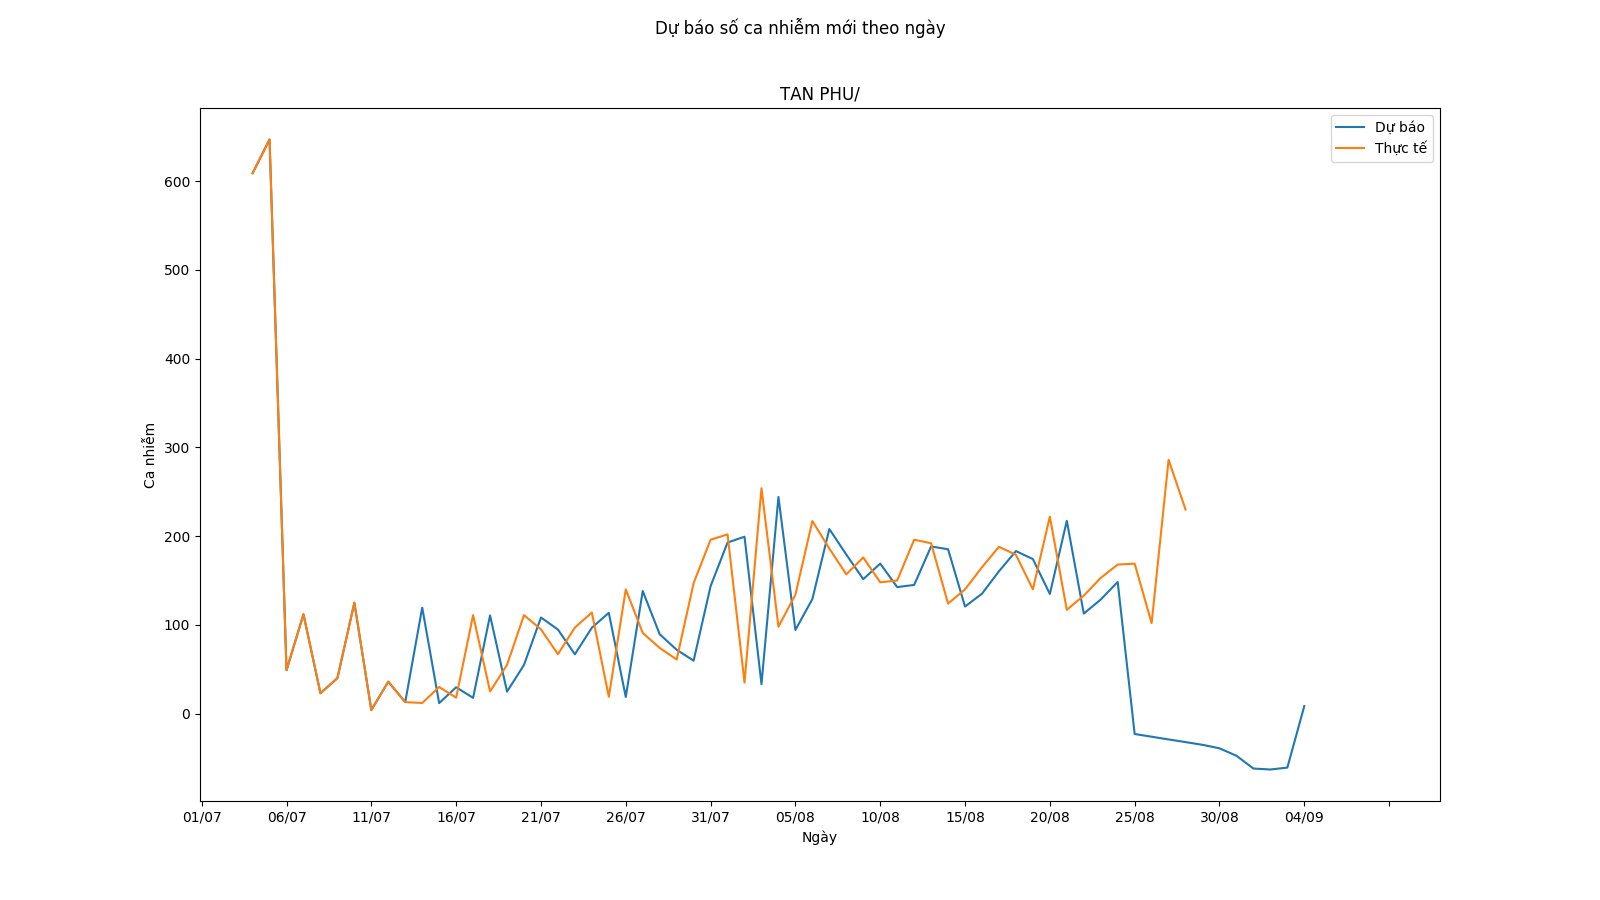 Dự báo số ca nhiễm mới theo ngày
TAN PHU/
Dự báo
Thực tế
600
500
400
300
200
100
0
Ca nhiễm
01/07 06/07 11/07 16/07 21/07 26/07 31/07 05/08 10/08 15/08 20/08 25/08 30/08 04/09
Ngày